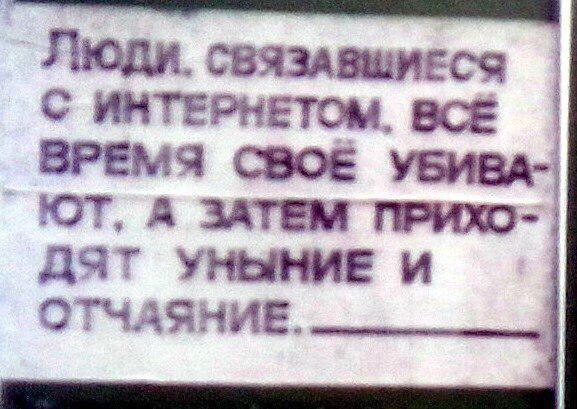 Люди, связавшиеся
с интернетом, всё
время своё убива-
ют, а затем прихо-
дят уныние и
отчаяние.